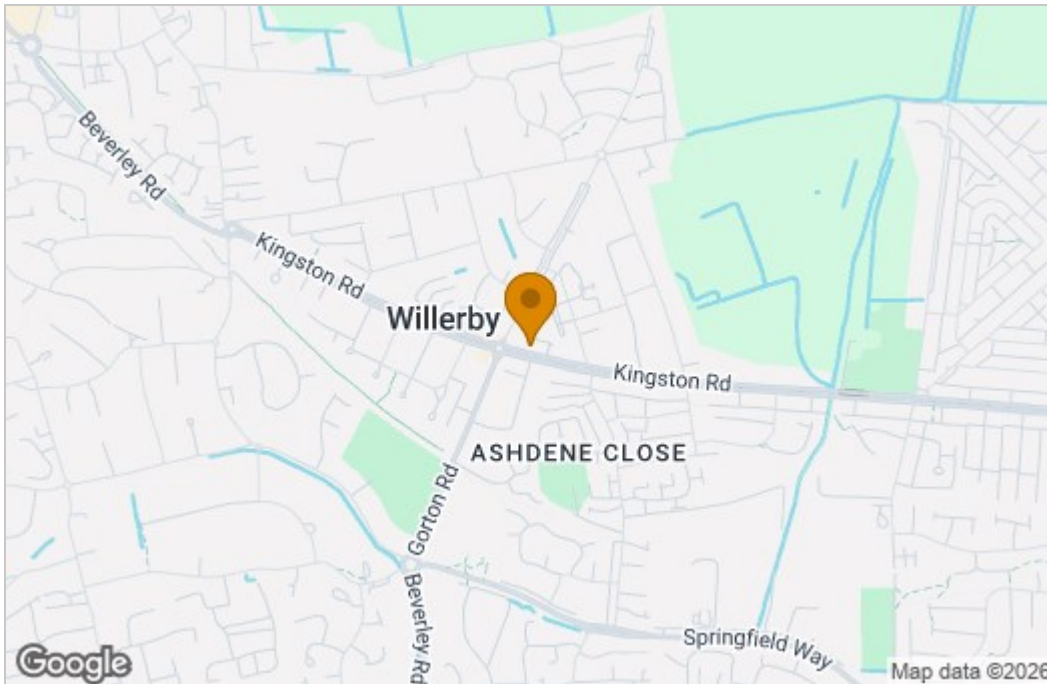 Beverley Rd
Kingston Rd
Willerby
Kingston Rd
ASHDENE CLOSE
Gorton Rd
Beverley Rd
Springfield Way
Google
Map data ©2026